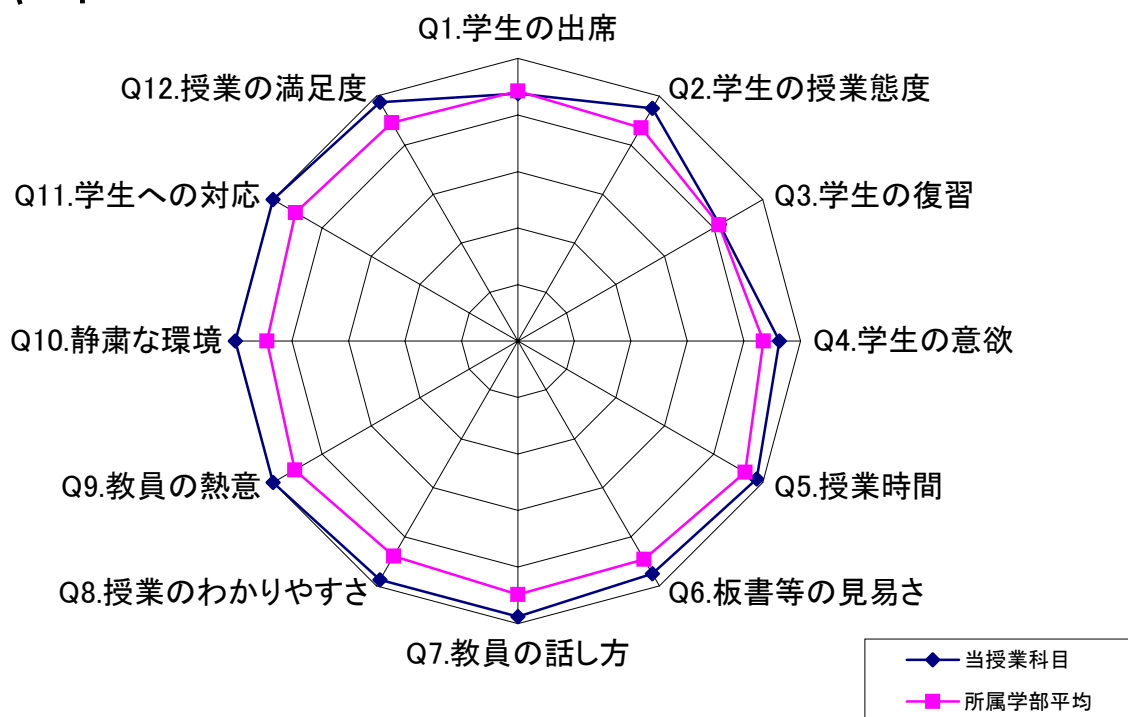 Q1.学生の出席
Q2.学生の授業態度
Q3.学生の復習
Q4.学生の意欲
Q5.授業時間
Q6.板書等の見易さ
Q7.教員の話し方
Q8.授業のわかりやすさ
Q9.教員の熱意
Q10.静粛な環境
Q11.学生への対応
Q12.授業の満足度
当授業科目
所属学部平均